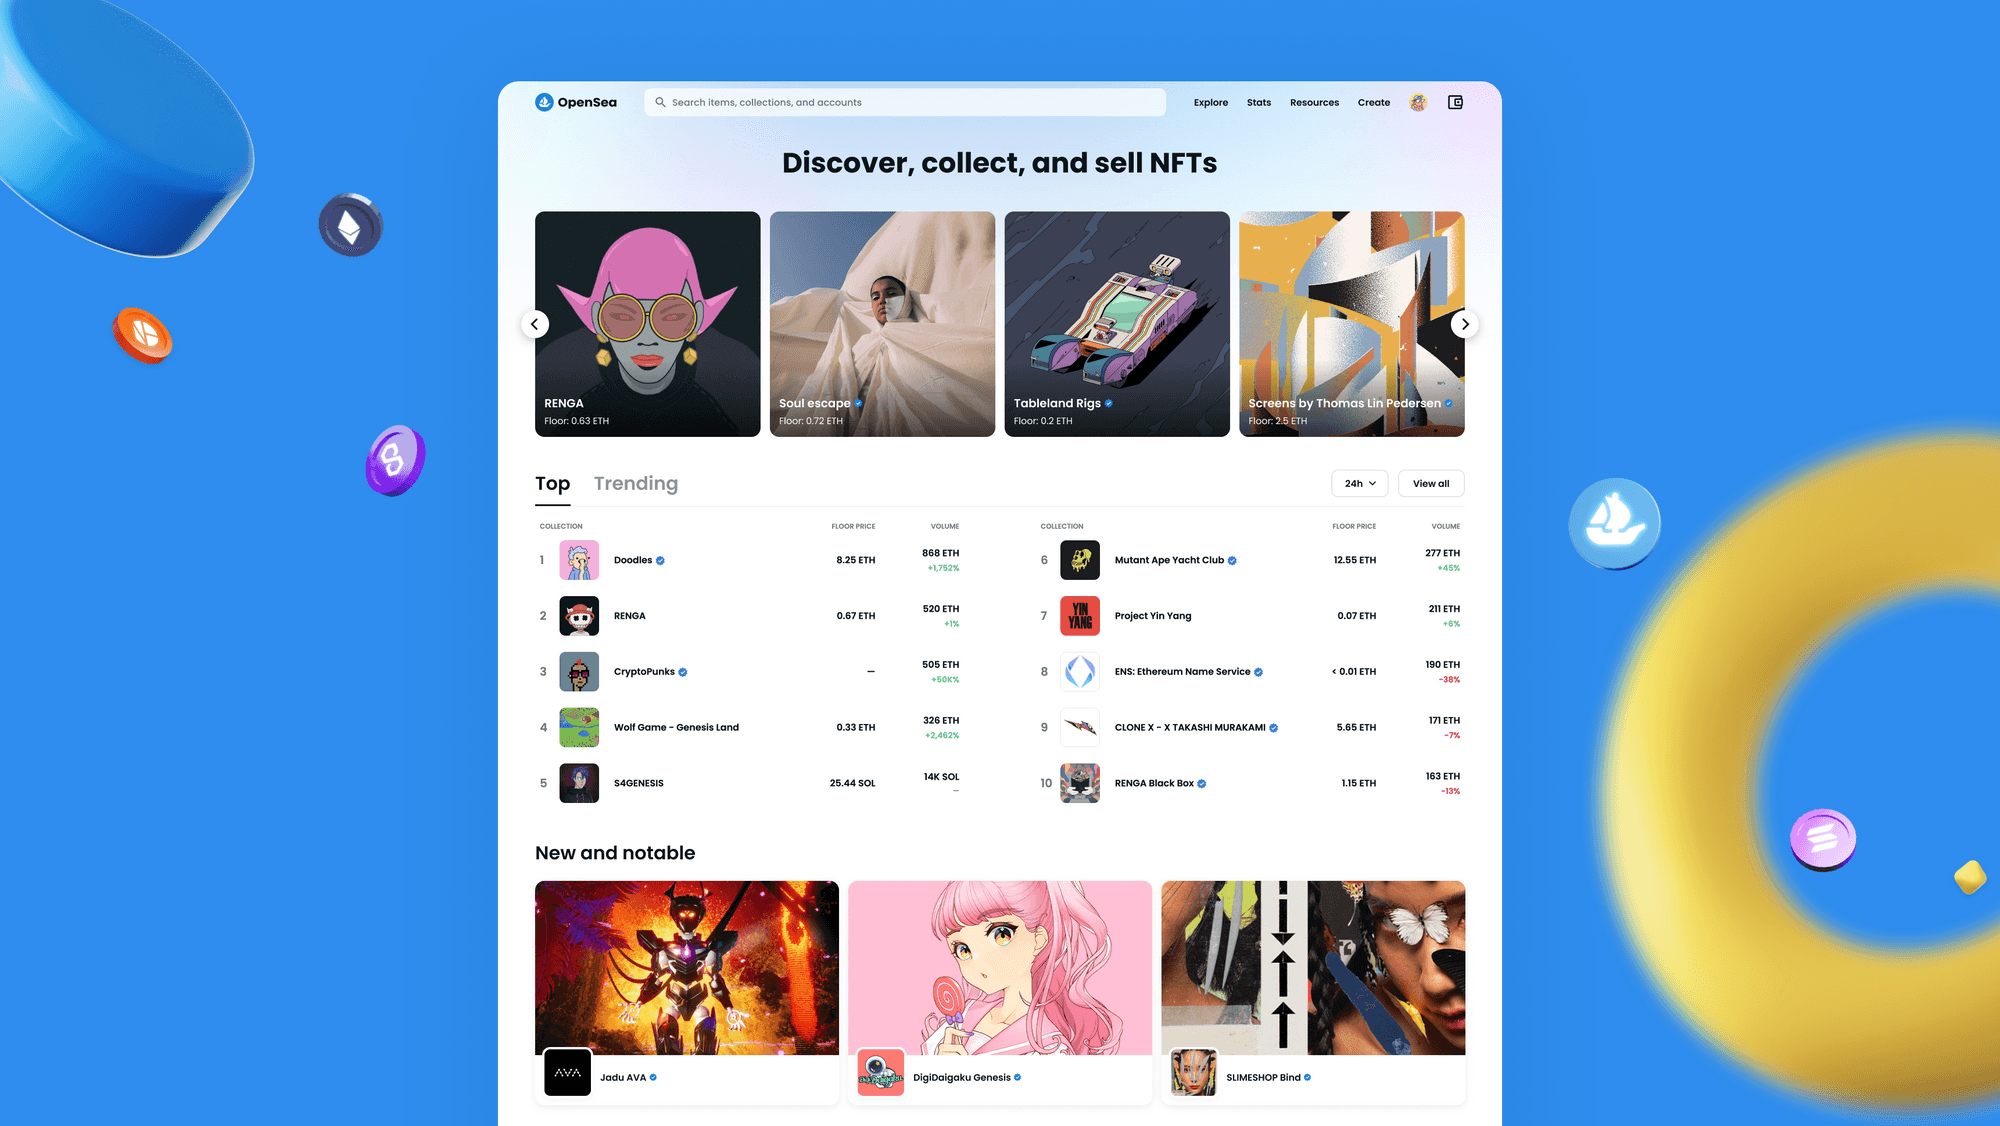 OpenSea
Search items, collections, and accounts
Explore
Stats
Resources
Create
Discover, collect, and sell NFTs
RENGA
Floor: 0.63 ETH
Soul escape
Floor: 0.72 ETH
Tableland Rigs
Floor: 0.2 ETH
Screens by Thomas Lin Pedersen
Floor: 2.5 ETH
Top
Trending
24h
View all
COLLECTION FLOOR PRICE VOLUME
1 Doodles 8.25 ETH 868 ETH
+1,752%
2 RENGA 0.67 ETH 520 ETH
+1%
3 CryptoPunks — 505 ETH
+50K%
4 Wolf Game - Genesis Land 0.33 ETH 326 ETH
+2,462%
5 S4GENESIS 25.44 SOL 14K SOL
—
COLLECTION FLOOR PRICE VOLUME
6 Mutant Ape Yacht Club 12.55 ETH 277 ETH
+45%
7 YIN
YANG
Project Yin Yang 0.07 ETH 211 ETH
+6%
8 ENS: Ethereum Name Service < 0.01 ETH 190 ETH
-38%
9 CLONE X - X TAKASHI MURAKAMI 5.65 ETH 171 ETH
-7%
10 RENGA Black Box 1.15 ETH 163 ETH
-13%
New and notable
AVA
Jadu AVA
DigiDaigaku Genesis
SLIMESHOP Bind